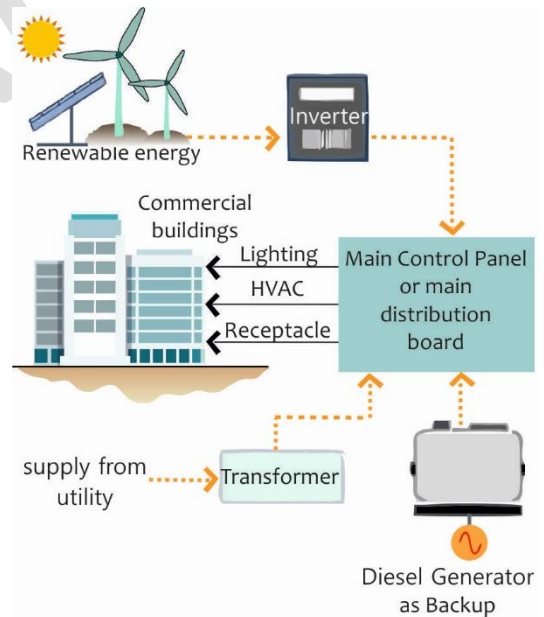 Inverter
Renewable energy
Commercial
buildings
Lighting
HVAC
Receptacle
Main Control Panel
or main
distribution
board
supply from
utility
Transformer
Diesel Generator
as Backup